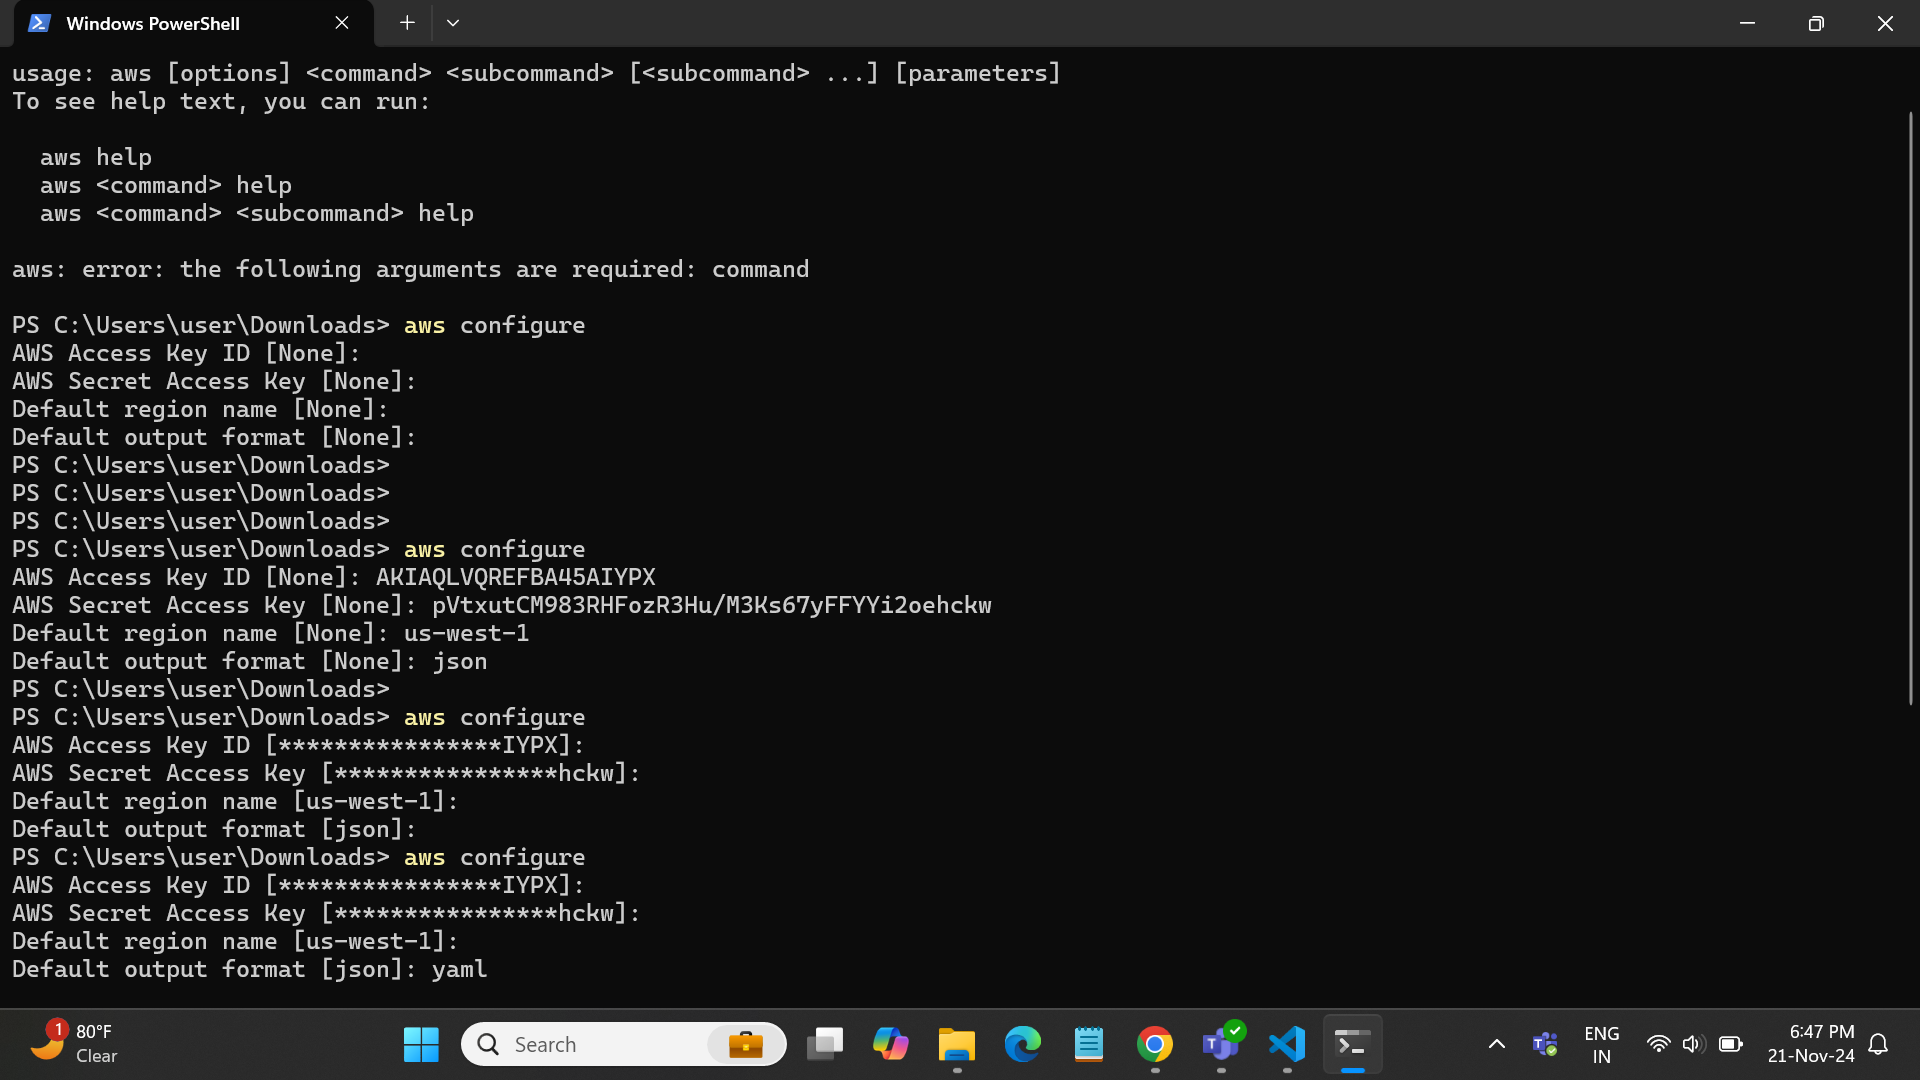 Windows PowerShell
usage: aws [options] <command> <subcommand> [<subcommand> ...] [parameters]
To see help text, you can run:
aws help
aws <command> help
aws <command> <subcommand> help
aws: error: the following arguments are required: command
PS C:\Users\user\Downloads> aws configure
AWS Access Key ID [None]:
AWS Secret Access Key [None]:
Default region name [None]:
Default output format [None]:
PS C:\Users\user\Downloads>
PS C:\Users\user\Downloads>
PS C:\Users\user\Downloads>
PS C:\Users\user\Downloads> aws configure
AWS Access Key ID [None]: AKIAQLVQREFBA45AIYPX
AWS Secret Access Key [None]: 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
Default region name [None]: us-west-1
Default output format [None]: json
PS C:\Users\user\Downloads>
PS C:\Users\user\Downloads> aws configure
AWS Access Key ID [****************IYPX]:
AWS Secret Access Key [****************hckw]:
Default region name [us-west-1]:
Default output format [json]:
PS C:\Users\user\Downloads> aws configure
AWS Access Key ID [****************IYPX]:
AWS Secret Access Key [****************hckw]:
Default region name [us-west-1]:
Default output format [json]: yaml
1
80°F
Clear
Search
ENG
IN
6:47 PM
21-Nov-24